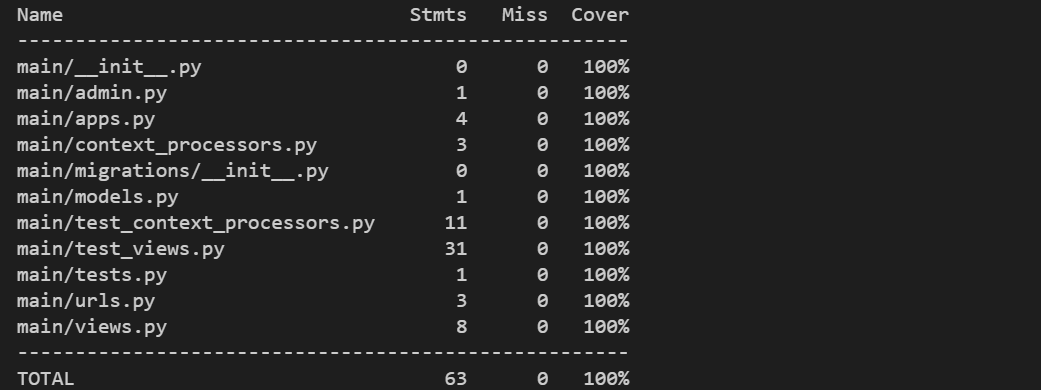 Name Stmts Miss Cover
-----------------------------------------------------
main/__init__.py 0 0 100%
main/admin.py 1 0 100%
main/apps.py 4 0 100%
main/context_processors.py 3 0 100%
main/migrations/__init__.py 0 0 100%
main/models.py 1 0 100%
main/test_context_processors.py 11 0 100%
main/test_views.py 31 0 100%
main/tests.py 1 0 100%
main/urls.py 3 0 100%
main/views.py 8 0 100%
-----------------------------------------------------
TOTAL 63 0 100%